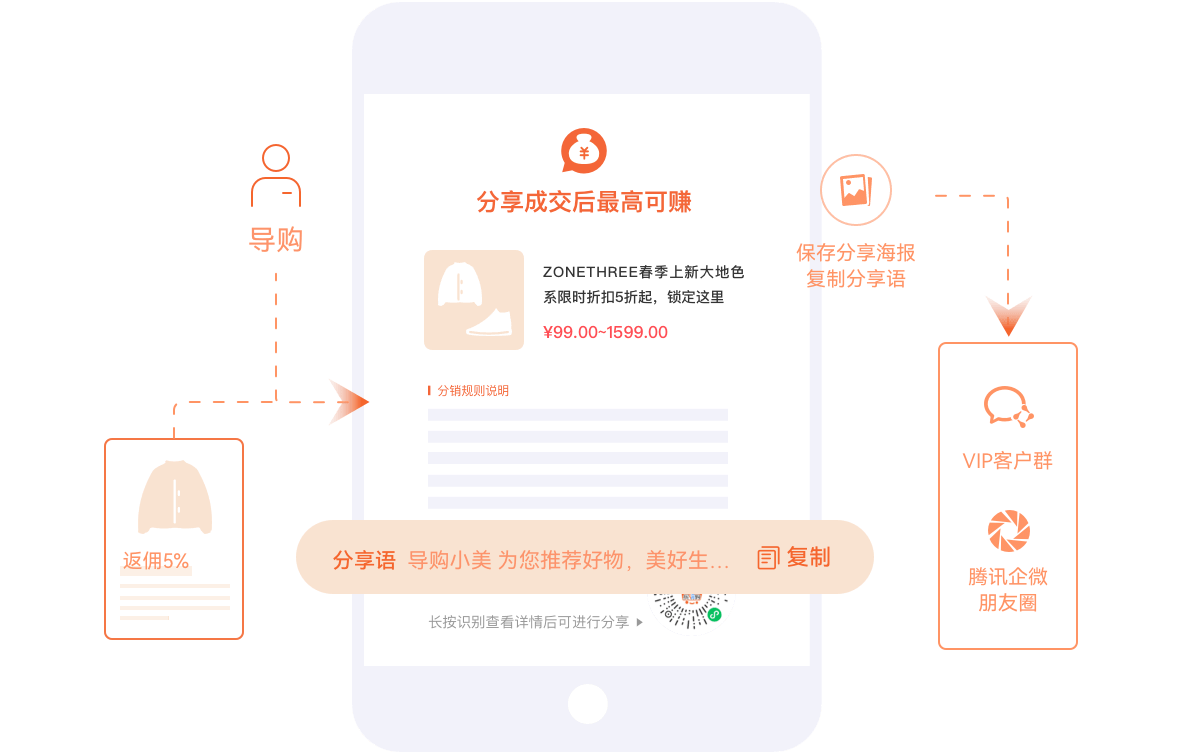 导购
返佣5%
分享成交后最高可赚
ZONETHREE春季上新大地色
系限时折扣5折起，锁定这里
¥99.00~1599.00
分销规则说明
分享语 导购小美 为您推荐好物，美好生... 复制
长按识别查看详情后可进行分享
保存分享海报
复制分享语
VIP客户群
腾讯企微
朋友圈